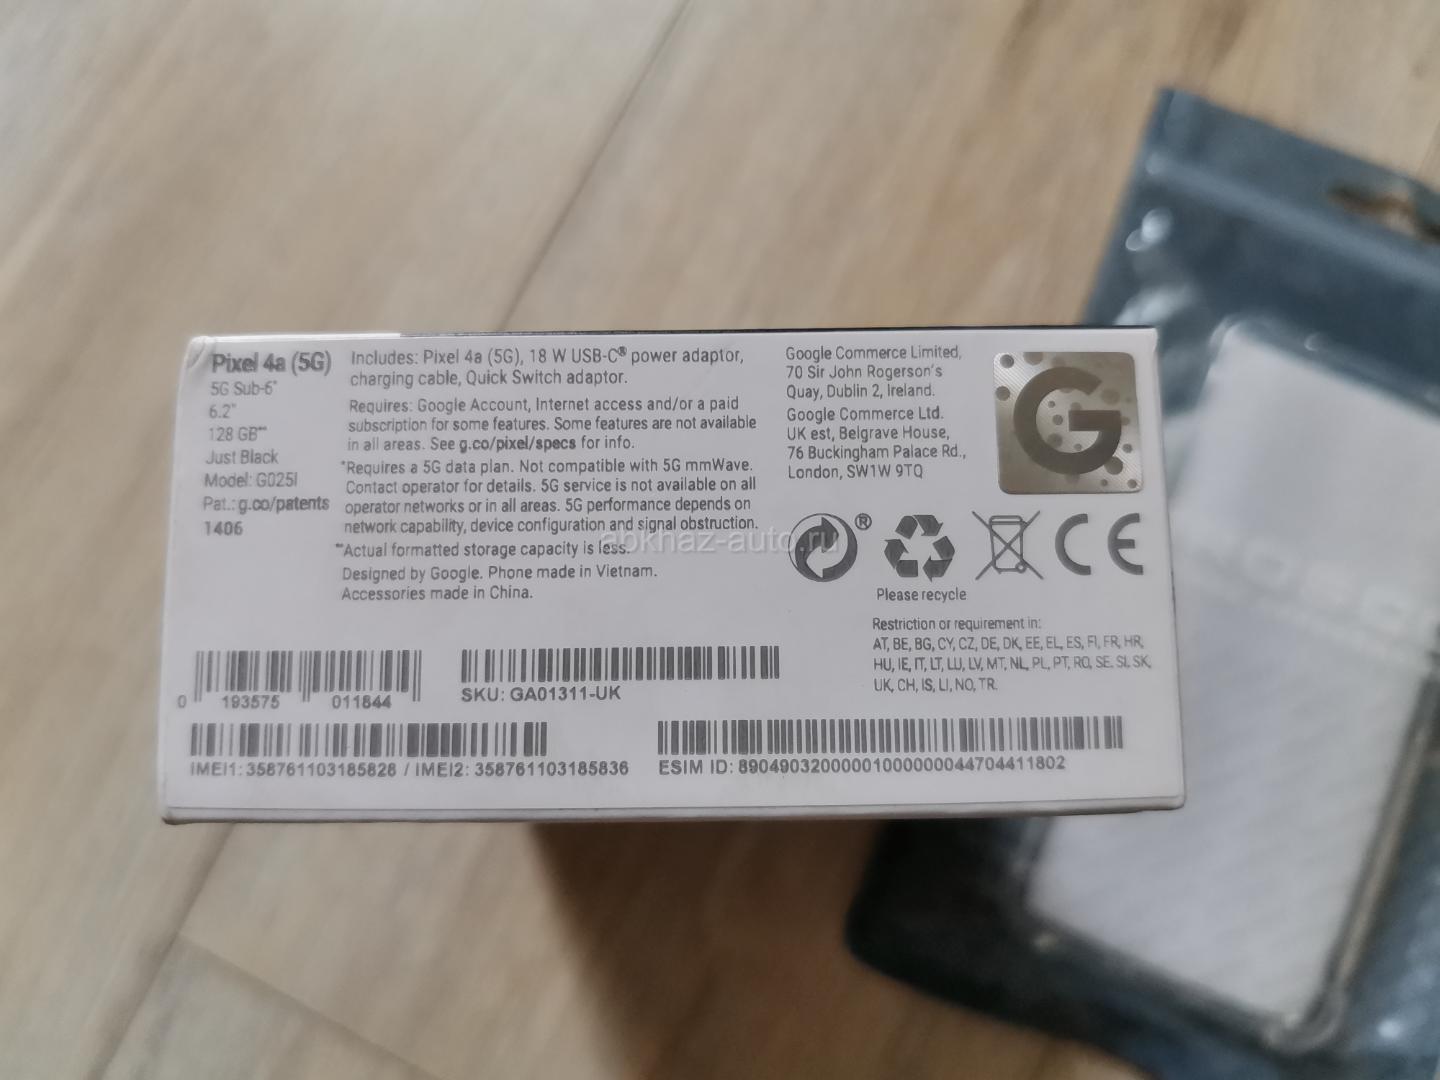 Pixel 4a (5G)
5G Sub-6*
6.2"
128 GB**
Just Black
Model: G025I
Pat.: g.co/patents
1406
Includes: Pixel 4a (5G), 18 W USB-C® power adaptor,
charging cable, Quick Switch adaptor.
Requires: Google Account, Internet access and/or a paid
subscription for some features. Some features are not available
in all areas. See g.co/pixel/specs for info.
*Requires a 5G data plan. Not compatible with 5G mmWave.
Contact operator for details. 5G service is not available on all
operator networks or in all areas. 5G performance depends on
network capability, device configuration and signal obstruction.
**Actual formatted storage capacity is less.
Designed by Google. Phone made in Vietnam.
Accessories made in China.
Google Commerce Limited,
70 Sir John Rogerson's
Quay, Dublin 2, Ireland.
Google Commerce Ltd.
UK est, Belgrave House,
76 Buckingham Palace Rd.,
London, SW1W 9TQ
G
®
CE
Please recycle
Restriction or requirement in:
AT, BE, BG, CY, CZ, DE, DK, EE, EL, ES, FI, FR, HR,
HU, IE, IT, LT, LU, LV, MT, NL, PL, PT, RO, SE, SI, SK,
UK, CH, IS, LI, NO, TR.
0 193575 011844
SKU: GA01311-UK
IMEI1: 358761103185828 / IMEI2: 358761103185836
ESIM ID: 89049032000001000000044704411802
abkhaz-auto.ru